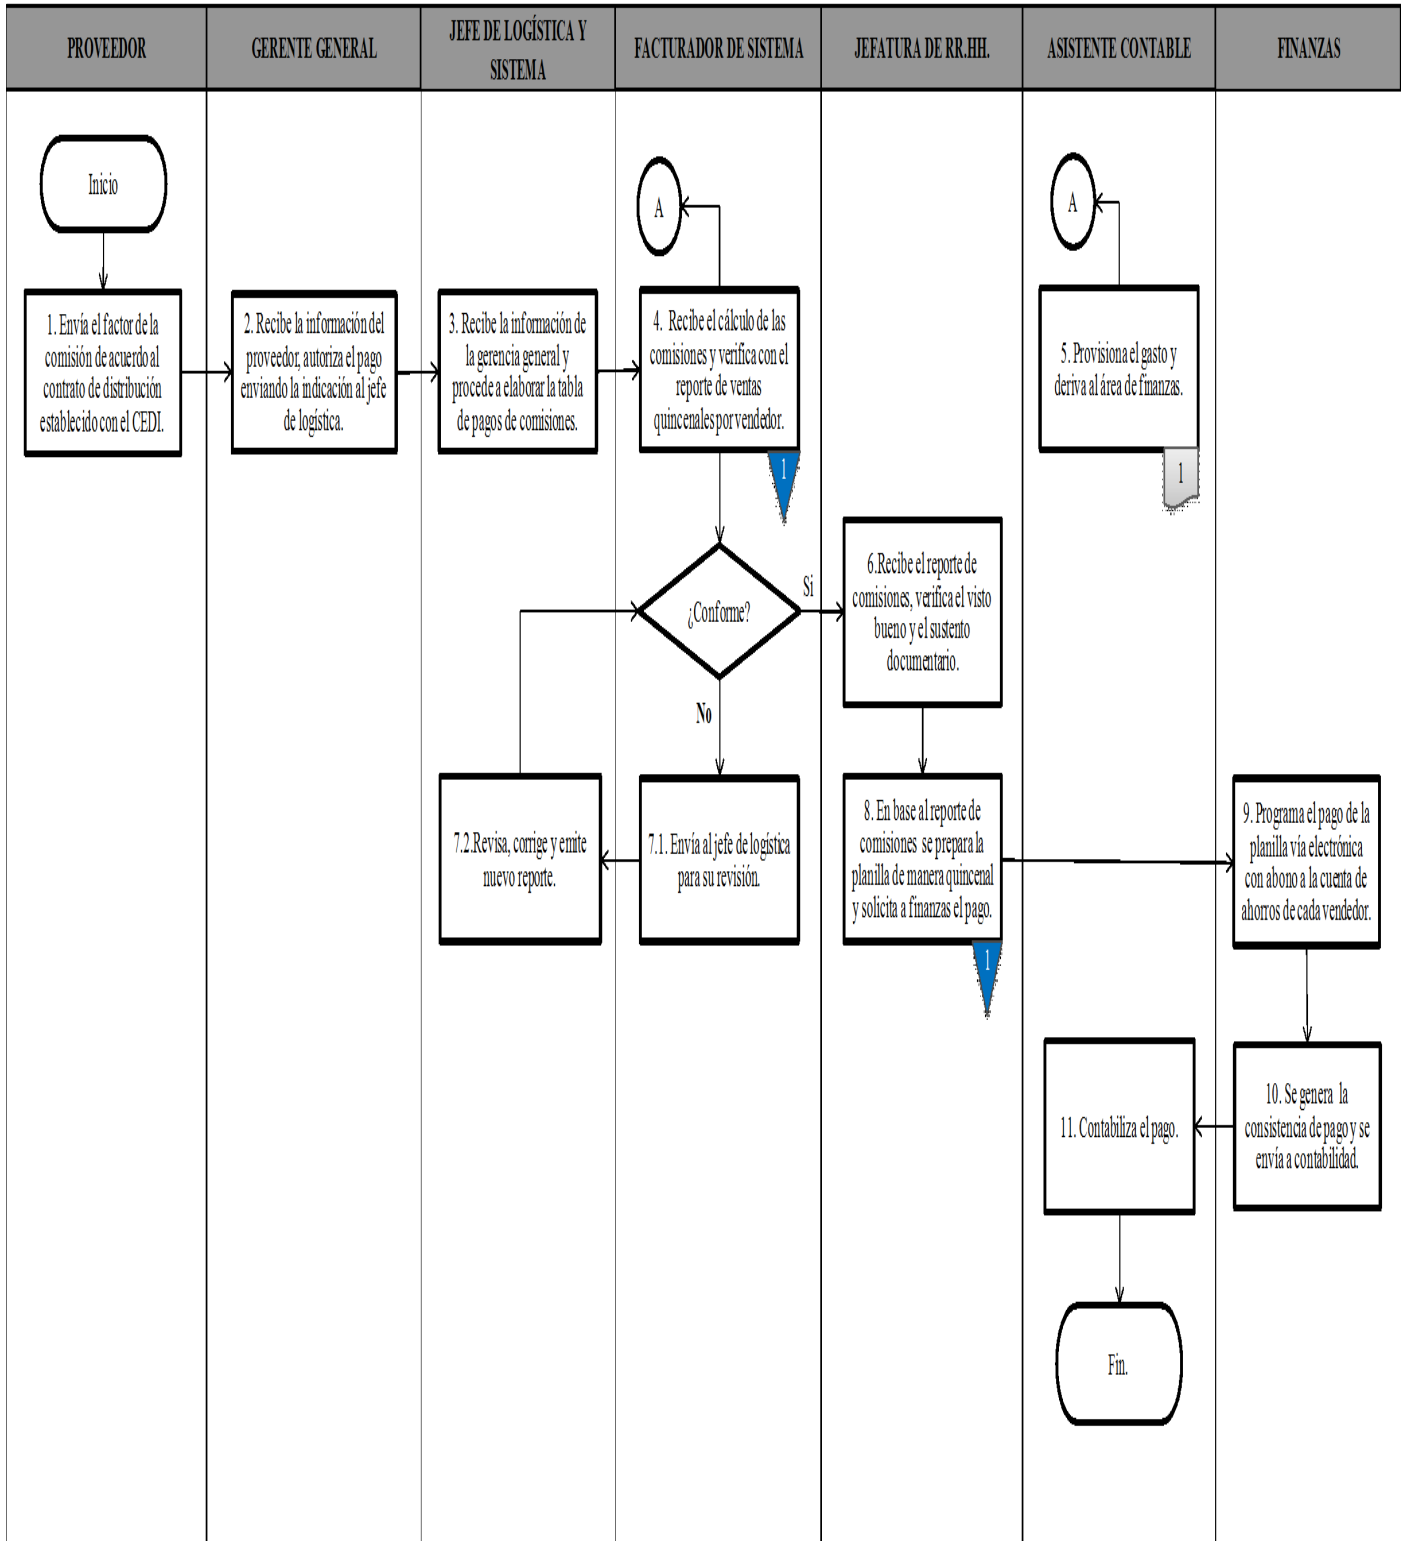 PROVEEDOR
GERENTE GENERAL
JEFE DE LOGÍSTICA Y
SISTEMA
FACTURADOR DE SISTEMA
JEFATURA DE RR.HH.
ASISTENTE CONTABLE
FINANZAS
Inicio
A
A
1. Envía el factor de la
comisión de acuerdo al
contrato de distribución
establecido con el CEDI.
2. Recibe la información del
proveedor, autoriza el pago
enviando la indicación al jefe
de logística.
3. Recibe la información de
la gerencia general y
procede a elaborar la tabla
de pagos de comisiones.
4. Recibe el cálculo de las
comisiones y verifica con el
reporte de ventas
quincenales por vendedor.
1
5. Provisiona el gasto y
deriva al área de finanzas.
1
¿Conforme?
Si
No
6.Recibe el reporte de
comisiones, verifica el visto
bueno y el sustento
documentario.
7.2.Revisa, corrige y emite
nuevo reporte.
7.1. Envía al jefe de logística
para su revisión.
8. En base al reporte de
comisiones se prepara la
planilla de manera quincenal
y solicita a finanzas el pago.
1
9. Programa el pago de la
planilla vía electrónica
con abono a la cuenta de
ahorros de cada vendedor.
11. Contabiliza el pago.
10. Se genera la
consistencia de pago y se
envía a contabilidad.
Fin.